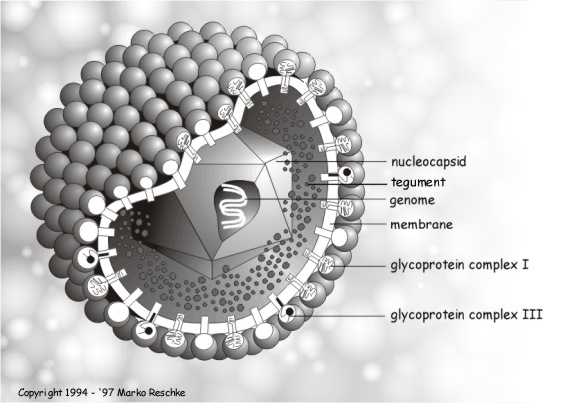 nucleocapsid
tegument
genome
membrane
glycoprotein complex I
glycoprotein complex III
Copyright 1994 - '97 Marko Reschke